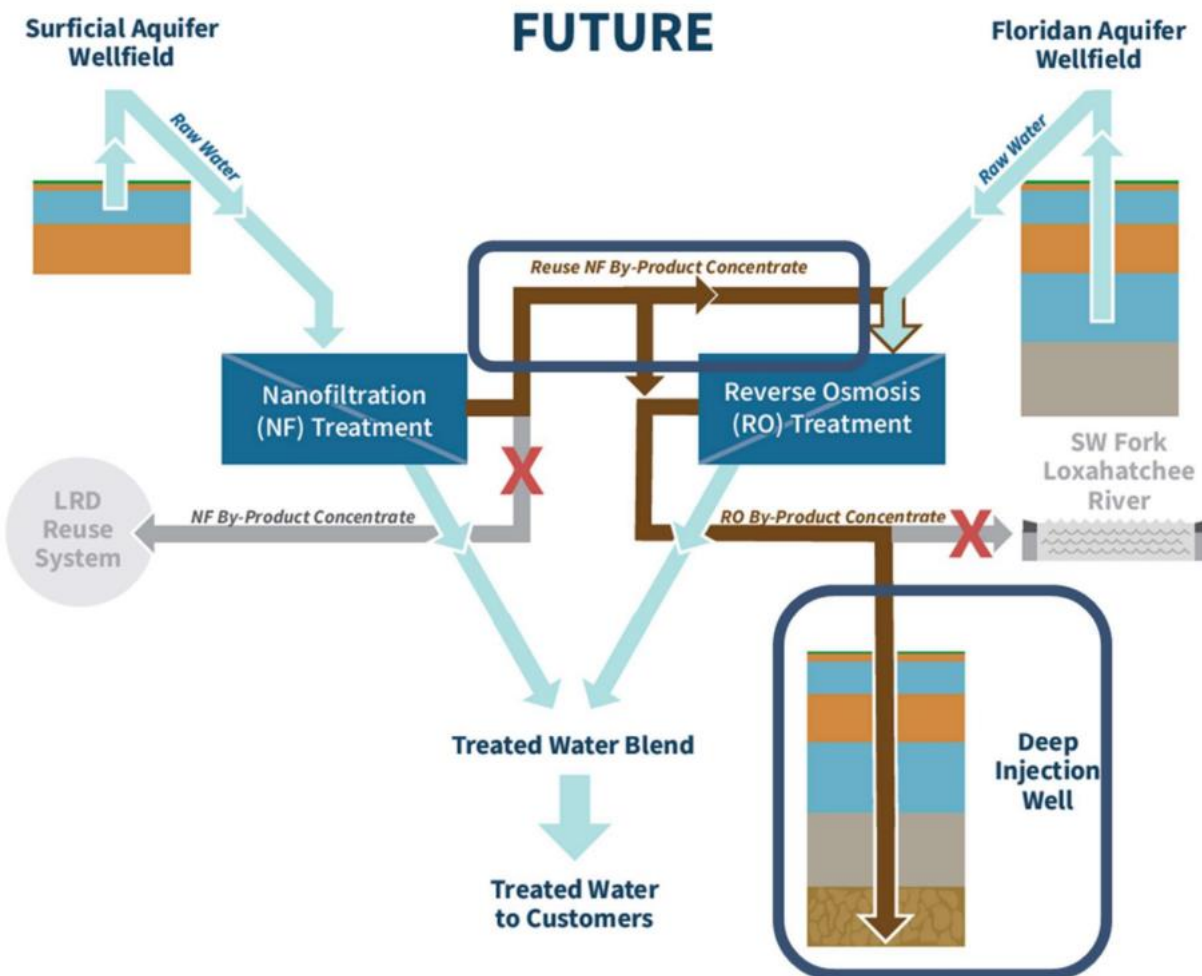 FUTURE
Surficial Aquifer
Wellfield
Floridan Aquifer
Wellfield
Raw Water
Raw Water
Reuse NF By-Product Concentrate
Nanofiltration
(NF) Treatment
Reverse Osmosis
(RO) Treatment
X
SW Fork
Loxahatchee
River
LRD
Reuse
System
NF By-Product Concentrate
RO By-Product Concentrate
X
Treated Water Blend
Deep
Injection
Well
Treated Water
to Customers